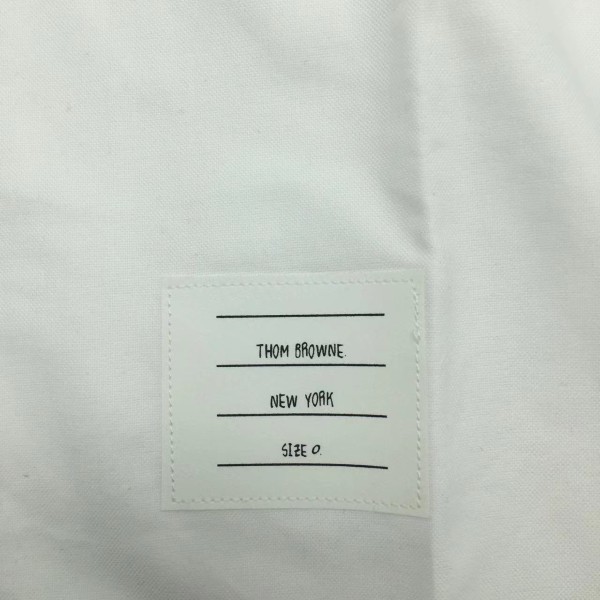 THOM BROWNE.
NEW YORK
SIZE 0.